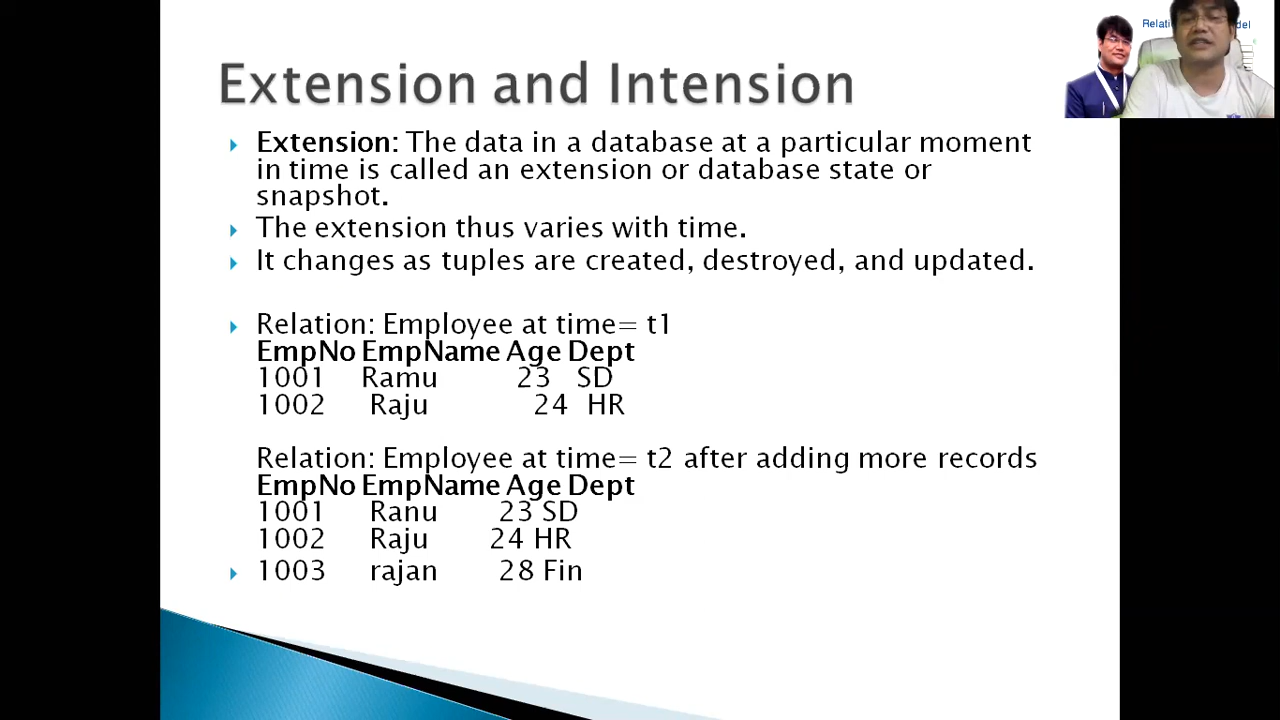 Extension and Intension
Extension: The data in a database at a particular moment
in time is called an extension or database state or
snapshot.
The extension thus varies with time.
It changes as tuples are created, destroyed, and updated.
Relation: Employee at time= t1
EmpNo EmpName Age Dept
1001 Ramu 23 SD
1002 Raju 24 HR
Relation: Employee at time= t2 after adding more records
EmpNo EmpName Age Dept
1001 Ranu 23 SD
1002 Raju 24 HR
1003 rajan 28 Fin